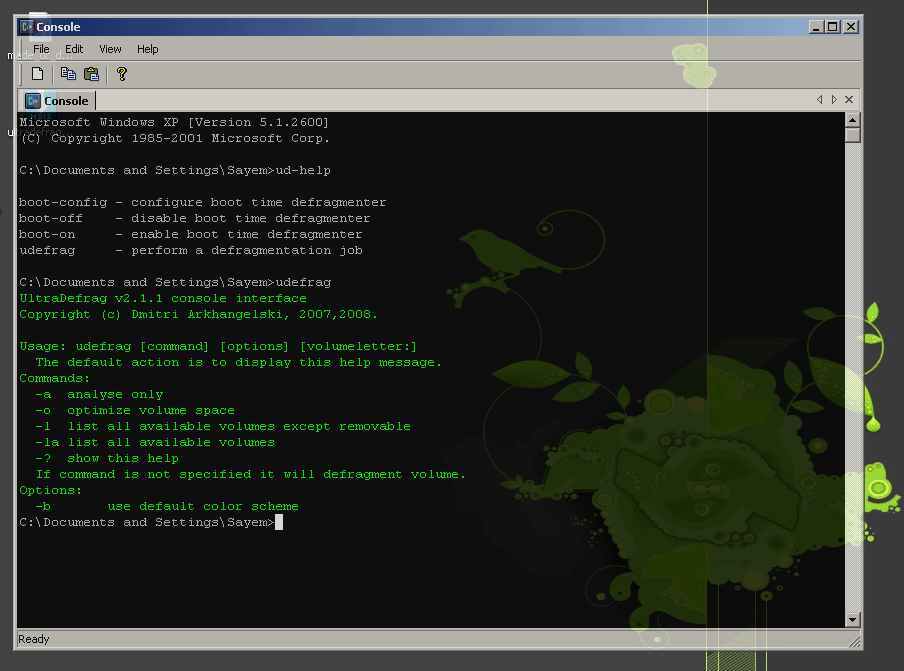 Console
File Edit View Help
made_ur_d...
Console
ultradefrag
Microsoft Windows XP [Version 5.1.2600]
(C) Copyright 1985-2001 Microsoft Corp.
C:\Documents and Settings\Sayem>ud-help
boot-config - configure boot time defragmenter
boot-off    - disable boot time defragmenter
boot-on     - enable boot time defragmenter
udefrag     - perform a defragmentation job
C:\Documents and Settings\Sayem>udefrag
UltraDefrag v2.1.1 console interface
Copyright (c) Dmitri Arkhangelski, 2007,2008.
Usage: udefrag [command] [options] [volumeletter:]
  The default action is to display this help message.
Commands:
  -a  analyse only
  -o  optimize volume space
  -l  list all available volumes except removable
  -la list all available volumes
  -?  show this help
  If command is not specified it will defragment volume.
Options:
  -b       use default color scheme
C:\Documents and Settings\Sayem>
Ready